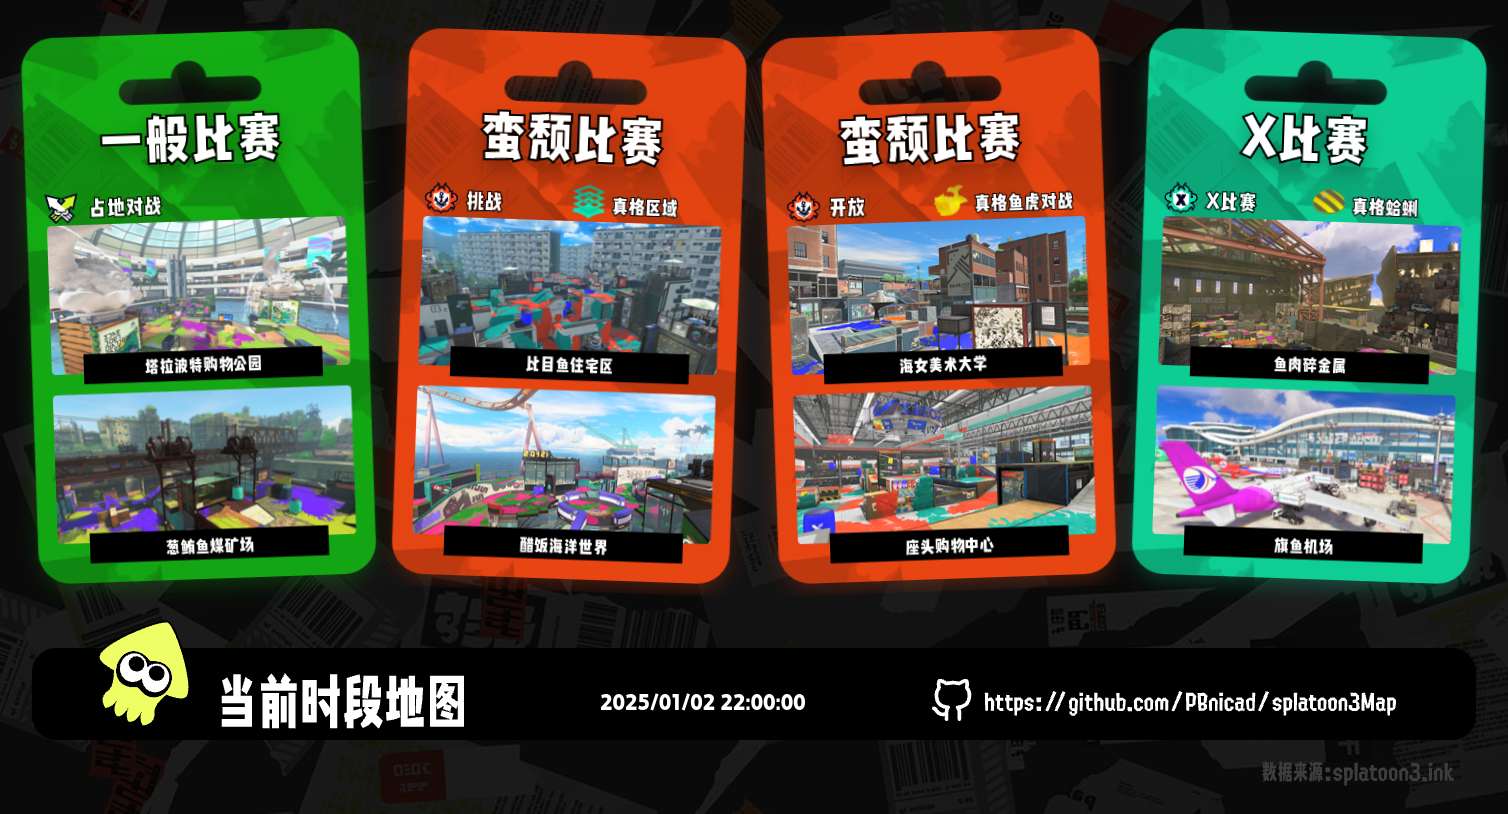 一般比赛
占地对战
塔拉波特购物公园
葱鲔鱼煤矿场
蛮颓比赛
挑战
真格区域
比目鱼住宅区
醋饭海洋世界
蛮颓比赛
开放
真格鱼虎对战
海女美术大学
座头购物中心
X比赛
X比赛
真格蛤蜊
鱼肉碎金属
旗鱼机场
当前时段地图
2025/01/02 22:00:00
https://github.com/PBnicad/splatoon3Map
数据来源:splatoon3.ink